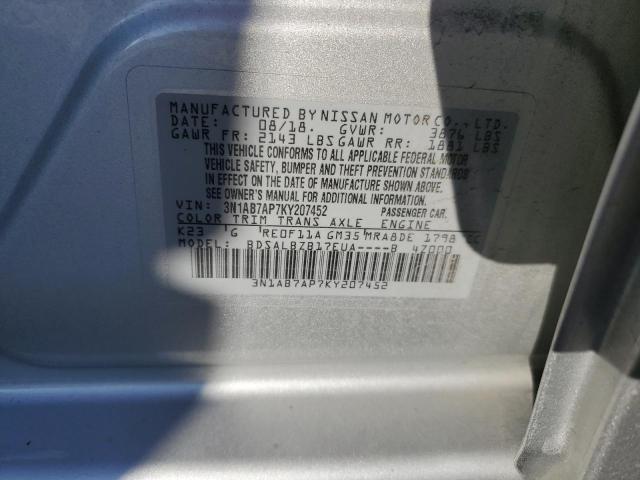 MANUFACTURED BY NISSAN MOTOR CO., LTD.
DATE: 08/18. GVWR: 3876 LBS
GAWR FR: 2143 LBS GAWR RR: 1881 LBS
THIS VEHICLE CONFORMS TO ALL APPLICABLE FEDERAL MOTOR
VEHICLE SAFETY, BUMPER AND THEFT PREVENTION STANDARDS
IN EFFECT ON THE DATE OF MANUFACTURE SHOWN ABOVE.
SEE OWNER'S MANUAL FOR ADDITIONAL INFORMATION.
VIN: 3N1AB7AP7KY207452 PASSENGER CAR.
COLOR TRIM TRANS AXLE ENGINE
K23 G RE0F11A GM35 MRA8DE 1798
MODEL: BDSALBZB17EUA----B 47000
3N1AB7AP7KY207452